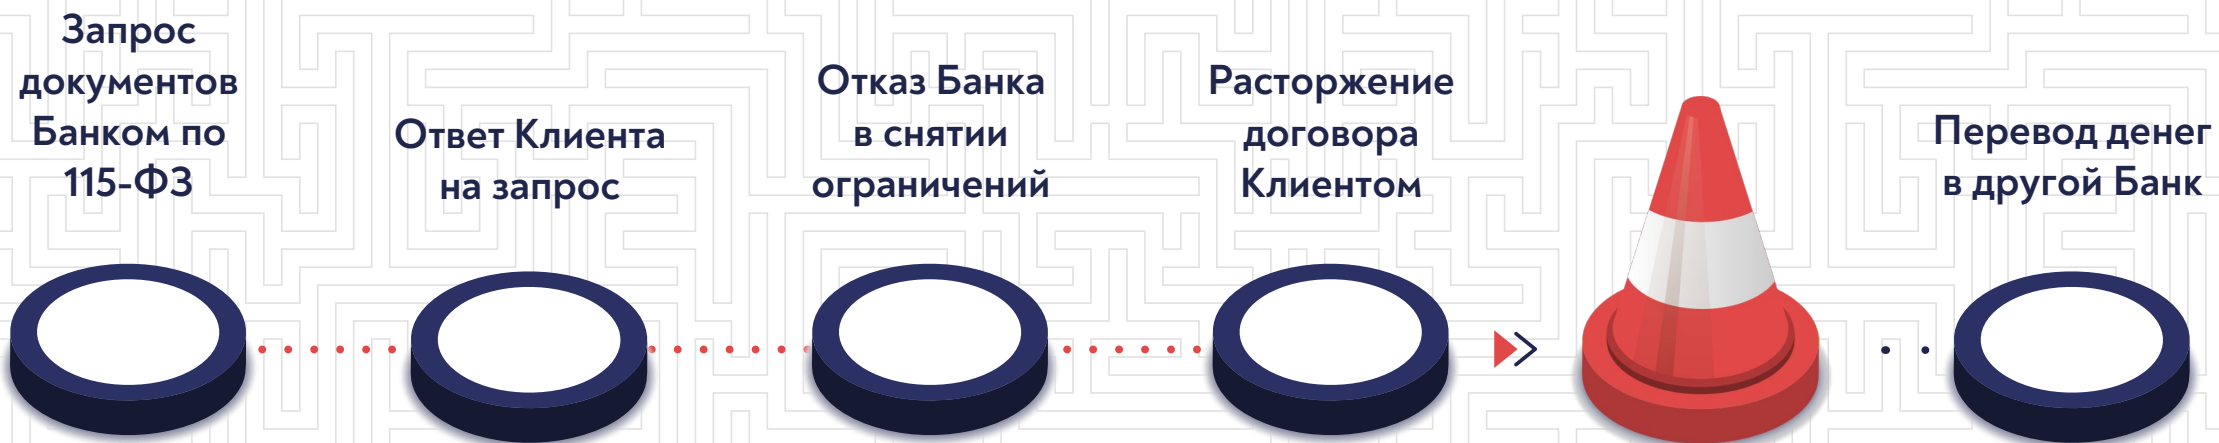 Запрос
документов
Банком по
115-ФЗ
Ответ Клиента
на запрос
Отказ Банка
в снятии
ограничений
Расторжение
договора
Клиентом
Перевод денег
в другой Банк